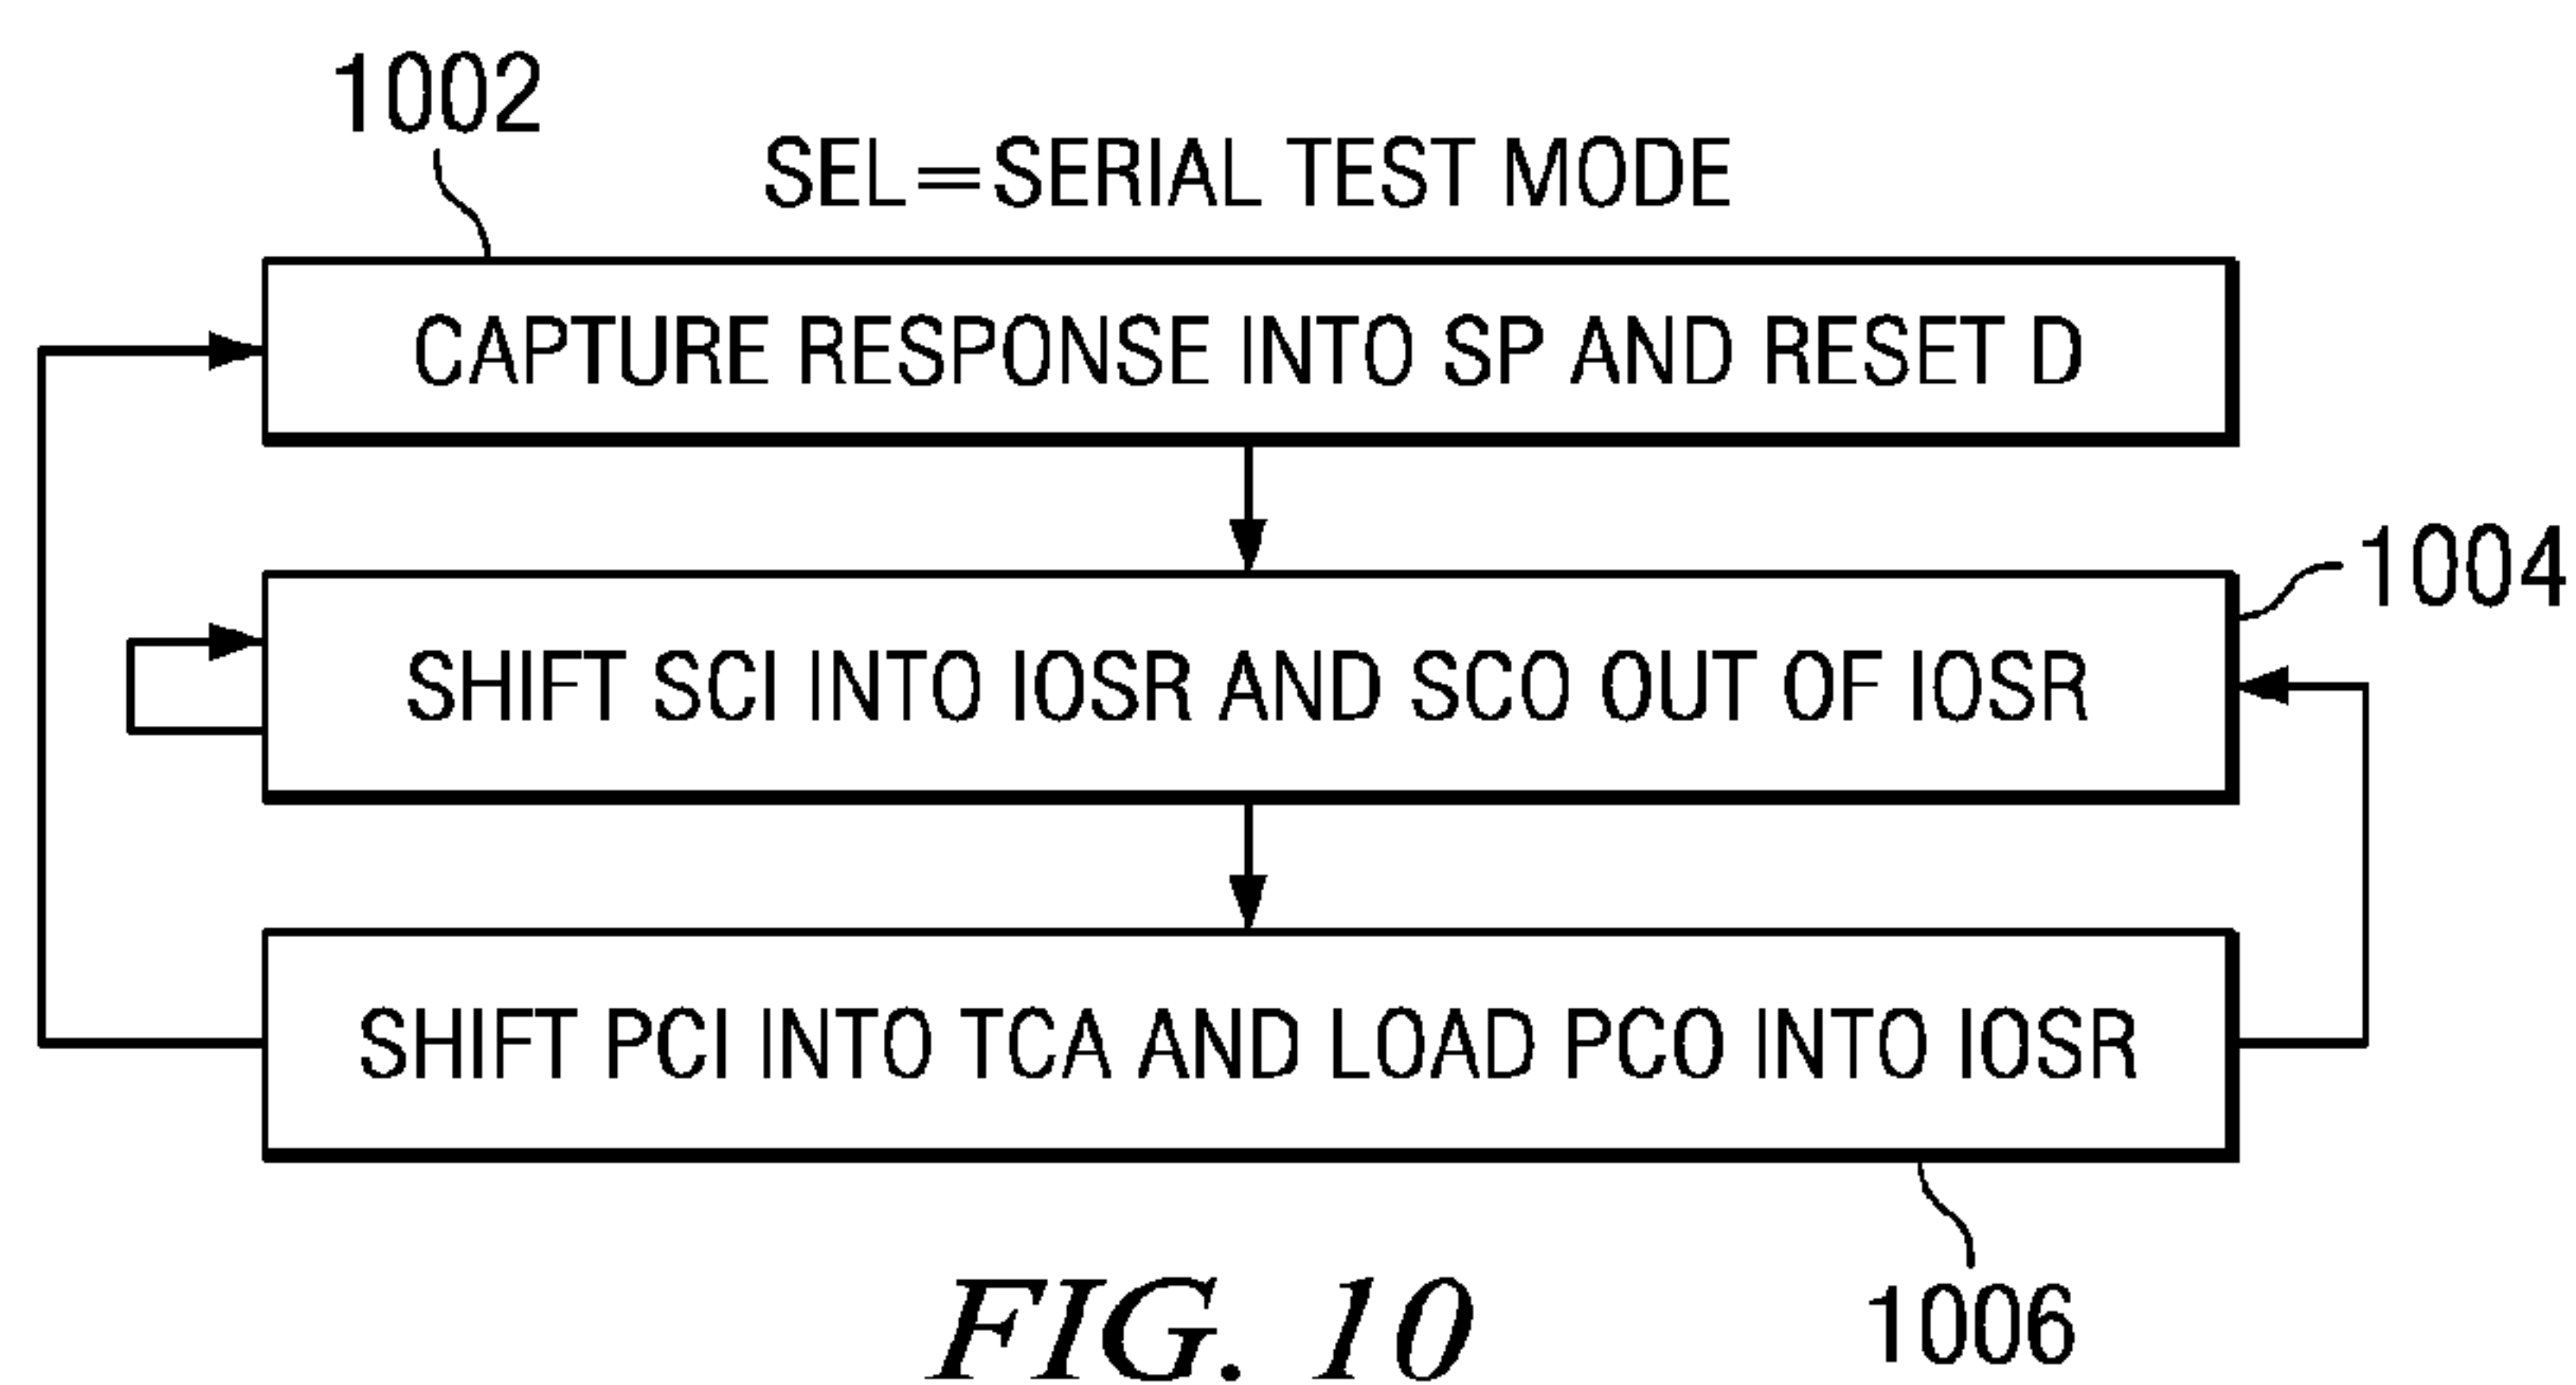 1002
SEL=SERIAL TEST MODE
CAPTURE RESPONSE INTO SP AND RESET D
1004
SHIFT SCI INTO IOSR AND SCO OUT OF IOSR
SHIFT PCI INTO TCA AND LOAD PCO INTO IOSR
1006
FIG. 10